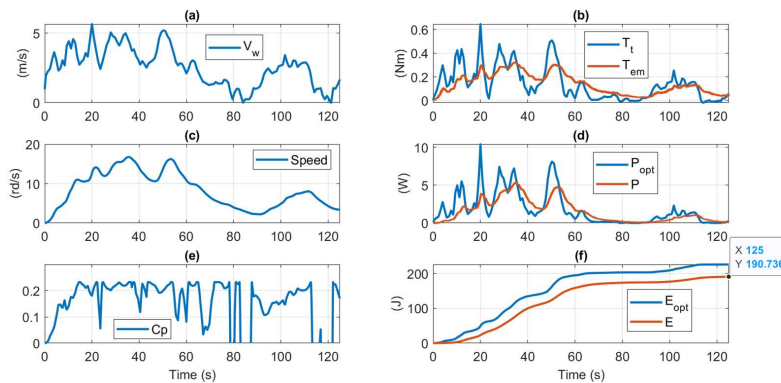 (a)
5
0
(m/s)
V_w
0 20 40 60 80 100 120
(b)
0.6
0.4
0.2
0
(Nm)
T_t
T_em
0 20 40 60 80 100 120
(c)
20
10
0
(rd/s)
Speed
0 20 40 60 80 100 120
(d)
10
5
0
(W)
P_opt
P
0 20 40 60 80 100 120
(e)
0.2
0.1
0
Cp
0 20 40 60 80 100 120
Time (s)
(f)
200
100
0
(J)
E_opt
E
X 125
Y 190.736
0 20 40 60 80 100 120
Time (s)